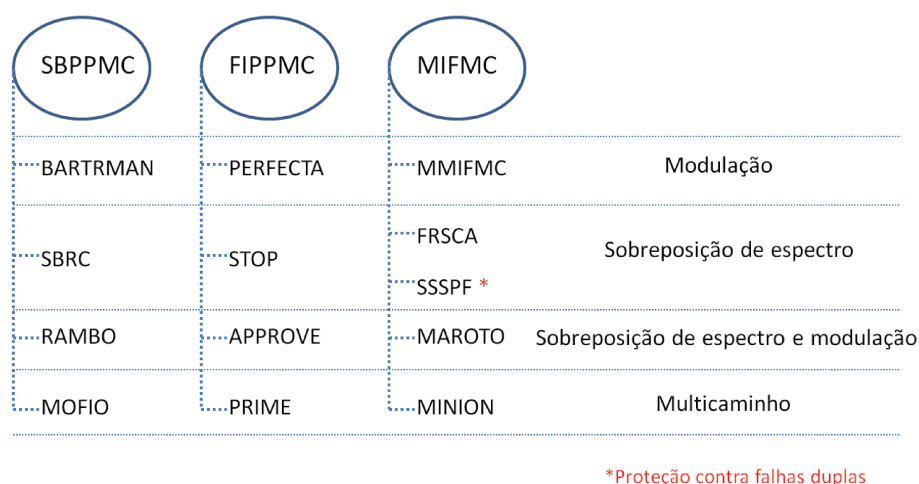 SBPPMC FIPPMC MIFMC
BARTRMAN PERFECTA MMIFMC Modulação
FRSCA
SBRC STOP Sobreposição de espectro
SSSPF *
RAMBO APPROVE MAROTO Sobreposição de espectro e modulação
MOFIO PRIME MINION Multicaminho
*Proteção contra falhas duplas